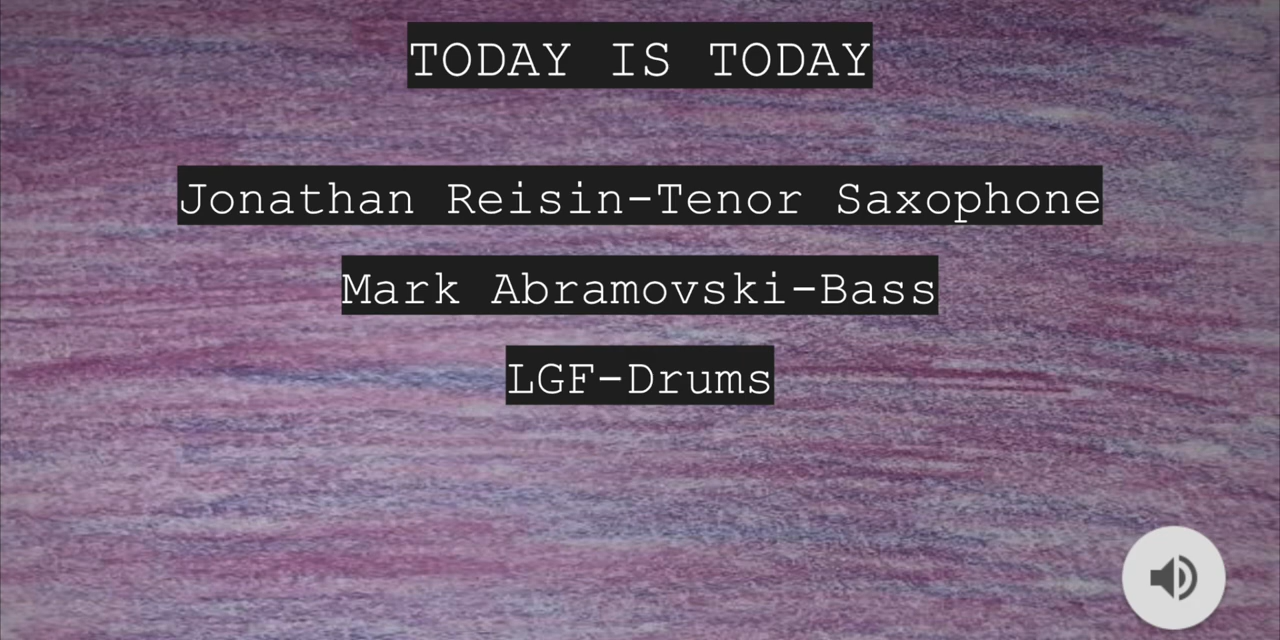 TODAY IS TODAY
Jonathan Reisin-Tenor Saxophone
Mark Abramovski-Bass
LGF-Drums